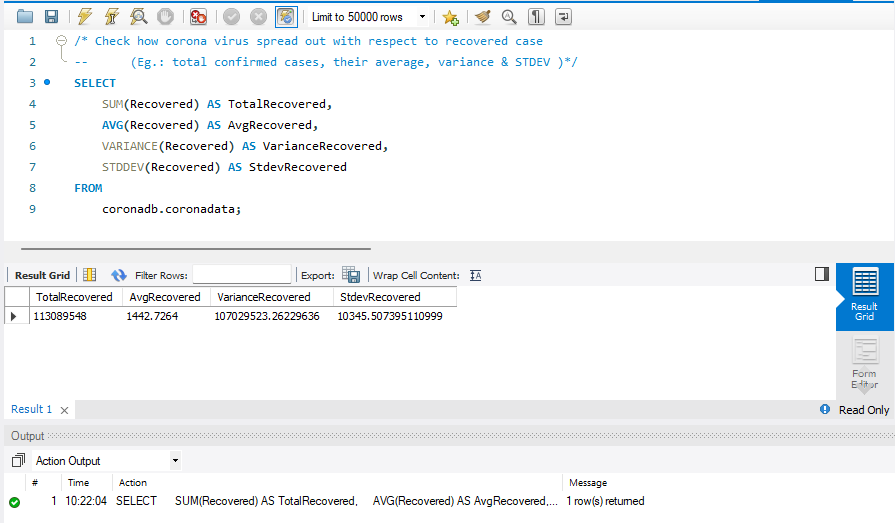 Limit to 50000 rows
1 /* Check how corona virus spread out with respect to recovered case
2 -- (Eg.: total confirmed cases, their average, variance & STDEV )*/
3 SELECT
4 SUM(Recovered) AS TotalRecovered,
5 AVG(Recovered) AS AvgRecovered,
6 VARIANCE(Recovered) AS VarianceRecovered,
7 STDDEV(Recovered) AS StdevRecovered
8 FROM
9 coronadb.coronadata;
Result Grid Filter Rows: Export: Wrap Cell Content:
TotalRecovered AvgRecovered VarianceRecovered StdevRecovered
113089548 1442.7264 107029523.26229636 10345.507395110999
Result
Grid
Form
Editor
Result 1 Read Only
Output
Action Output
# Time Action Message
1 10:22:04 SELECT SUM(Recovered) AS TotalRecovered, AVG(Recovered) AS AvgRecovered,... 1 row(s) returned